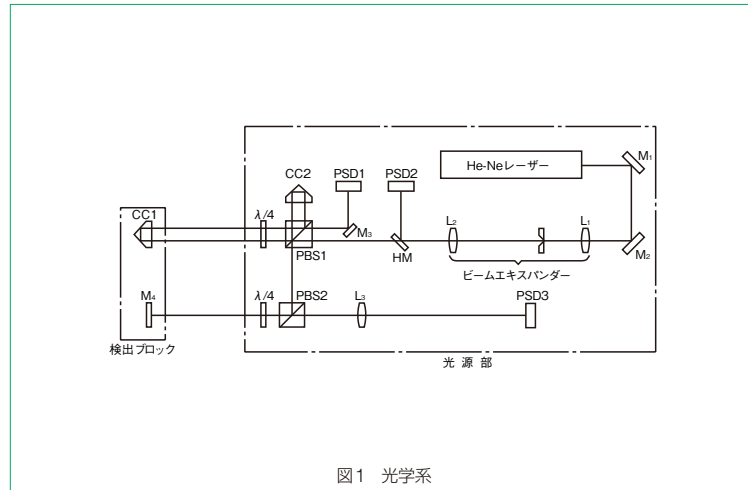 He-Neレーザー
M1
CC2
PSD1
PSD2
CC1
λ/4
M3
L2
L1
M2
PBS1
HM
ビームエキスパンダー
M4
λ/4
PBS2
L3
PSD3
検出ブロック
光 源 部
図1 光学系